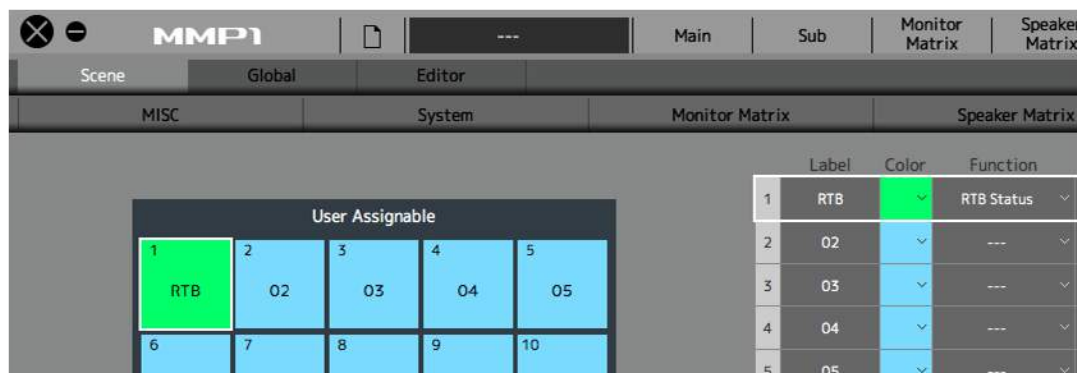 MMP1
---
Main
Sub
Monitor
Matrix
Speaker
Matrix
Scene
Global
Editor
MISC
System
Monitor Matrix
Speaker Matrix
User Assignable
1
RTB
2
02
3
03
4
04
5
05
6
7
8
9
10
Label
Color
Function
1
RTB
RTB Status
2
02
---
3
03
---
4
04
---
5
05
---